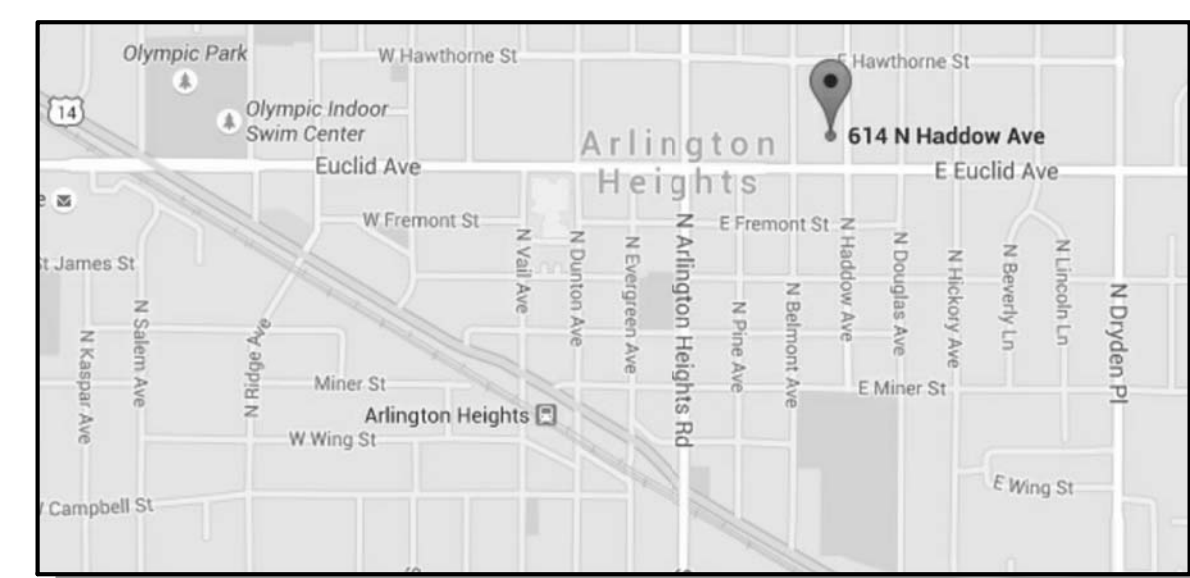 Olympic Park
W Hawthorne St
E Hawthorne St
14
Olympic Indoor
Swim Center
614 N Haddow Ave
Arlington
Heights
Euclid Ave
E Euclid Ave
e
W Fremont St
E Fremont St
t James St
N Vail Ave
N Dunton Ave
N Evergreen Ave
N Arlington Heights Rd
N Pine Ave
N Belmont Ave
N Haddow Ave
N Douglas Ave
N Hickory Ave
N Beverly Ln
N Lincoln Ln
N Dryden Pl
N Kaspar Ave
N Salem Ave
N Ridge Ave
Miner St
E Miner St
Arlington Heights
W Wing St
E Wing St
Campbell St